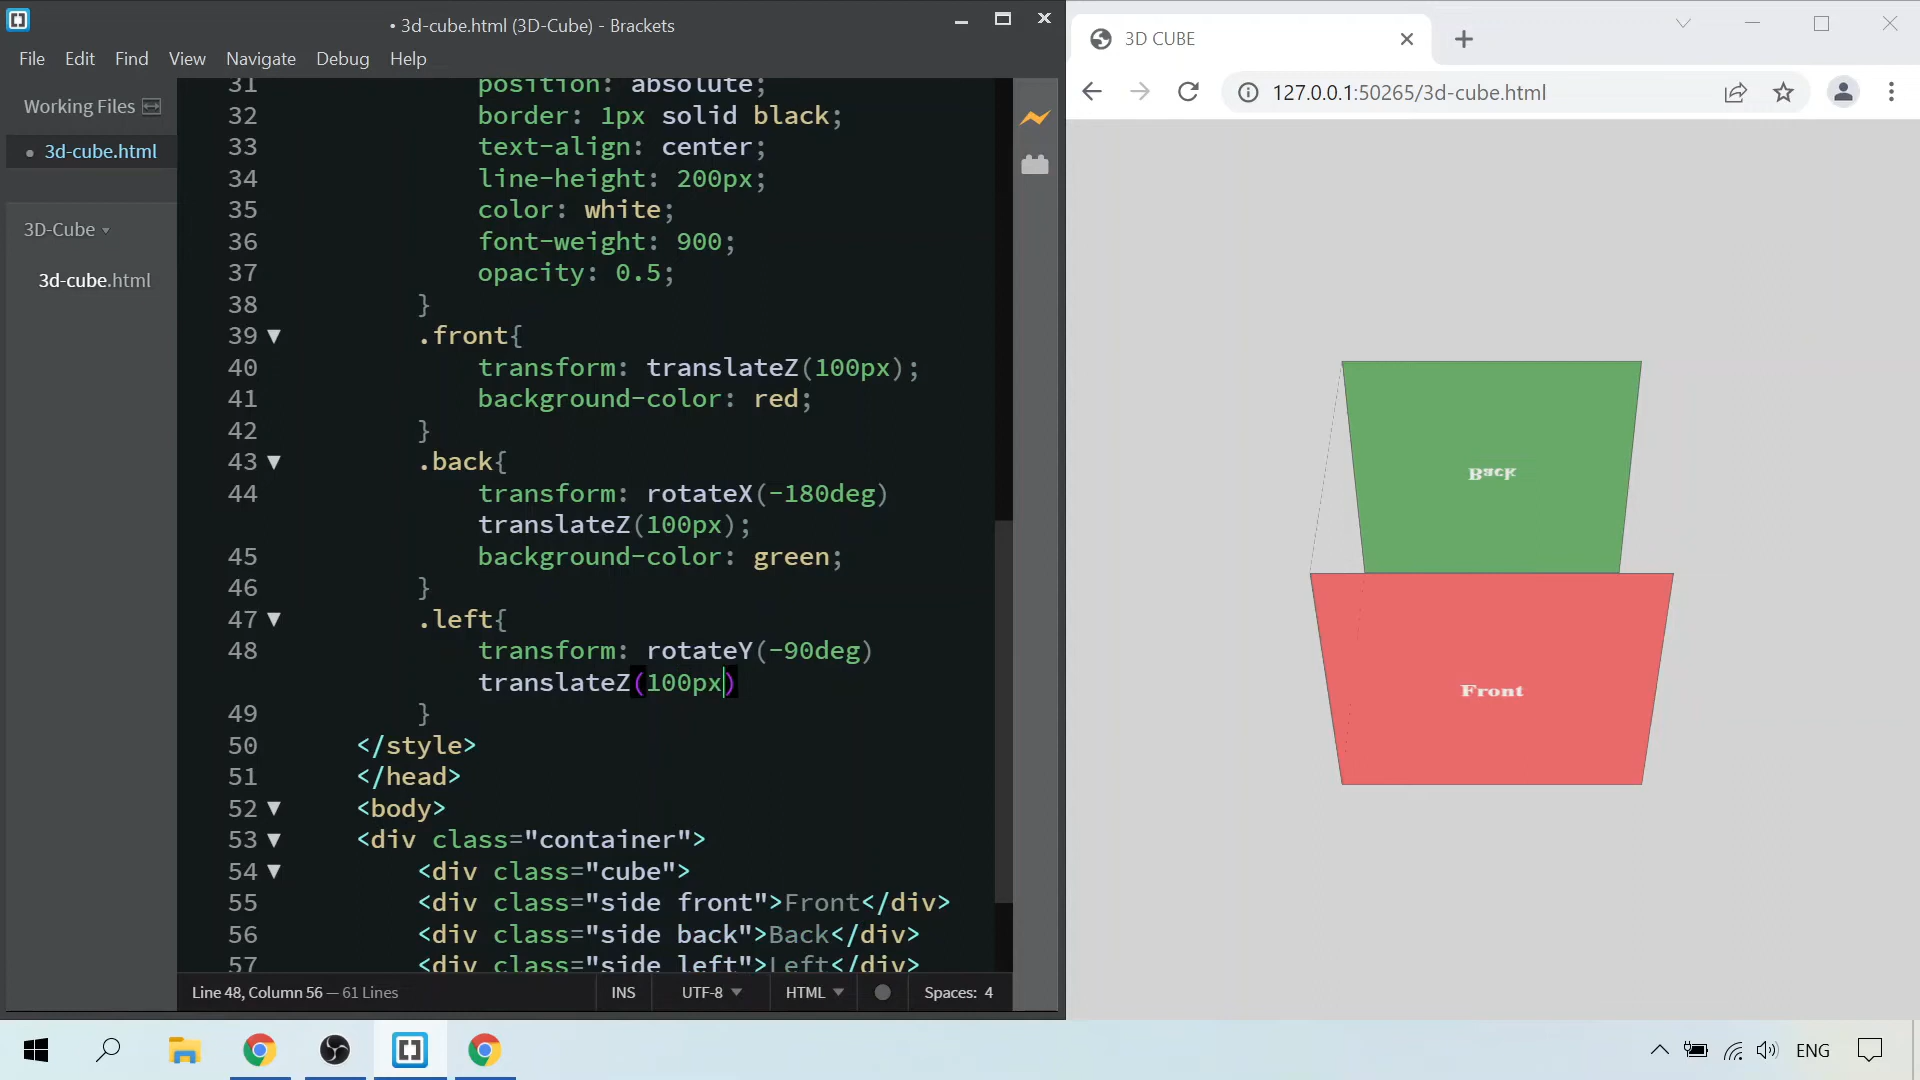 • 3d-cube.html (3D-Cube) - Brackets
File Edit Find View Navigate Debug Help
Working Files
• 3d-cube.html
3D-Cube
3d-cube.html
31 position: absolute;
32 border: 1px solid black;
33 text-align: center;
34 line-height: 200px;
35 color: white;
36 font-weight: 900;
37 opacity: 0.5;
38 }
39 .front{
40 transform: translateZ(100px);
41 background-color: red;
42 }
43 .back{
44 transform: rotateX(-180deg)
translateZ(100px);
45 background-color: green;
46 }
47 .left{
48 transform: rotateY(-90deg)
translateZ(100px)
49 }
50 </style>
51 </head>
52 <body>
53 <div class="container">
54 <div class="cube">
55 <div class="side front">Front</div>
56 <div class="side back">Back</div>
57 <div class="side left">Left</div>
Line 48, Column 56 — 61 Lines
INS UTF-8 HTML Spaces: 4
3D CUBE
127.0.0.1:50265/3d-cube.html
Back
Front
ENG